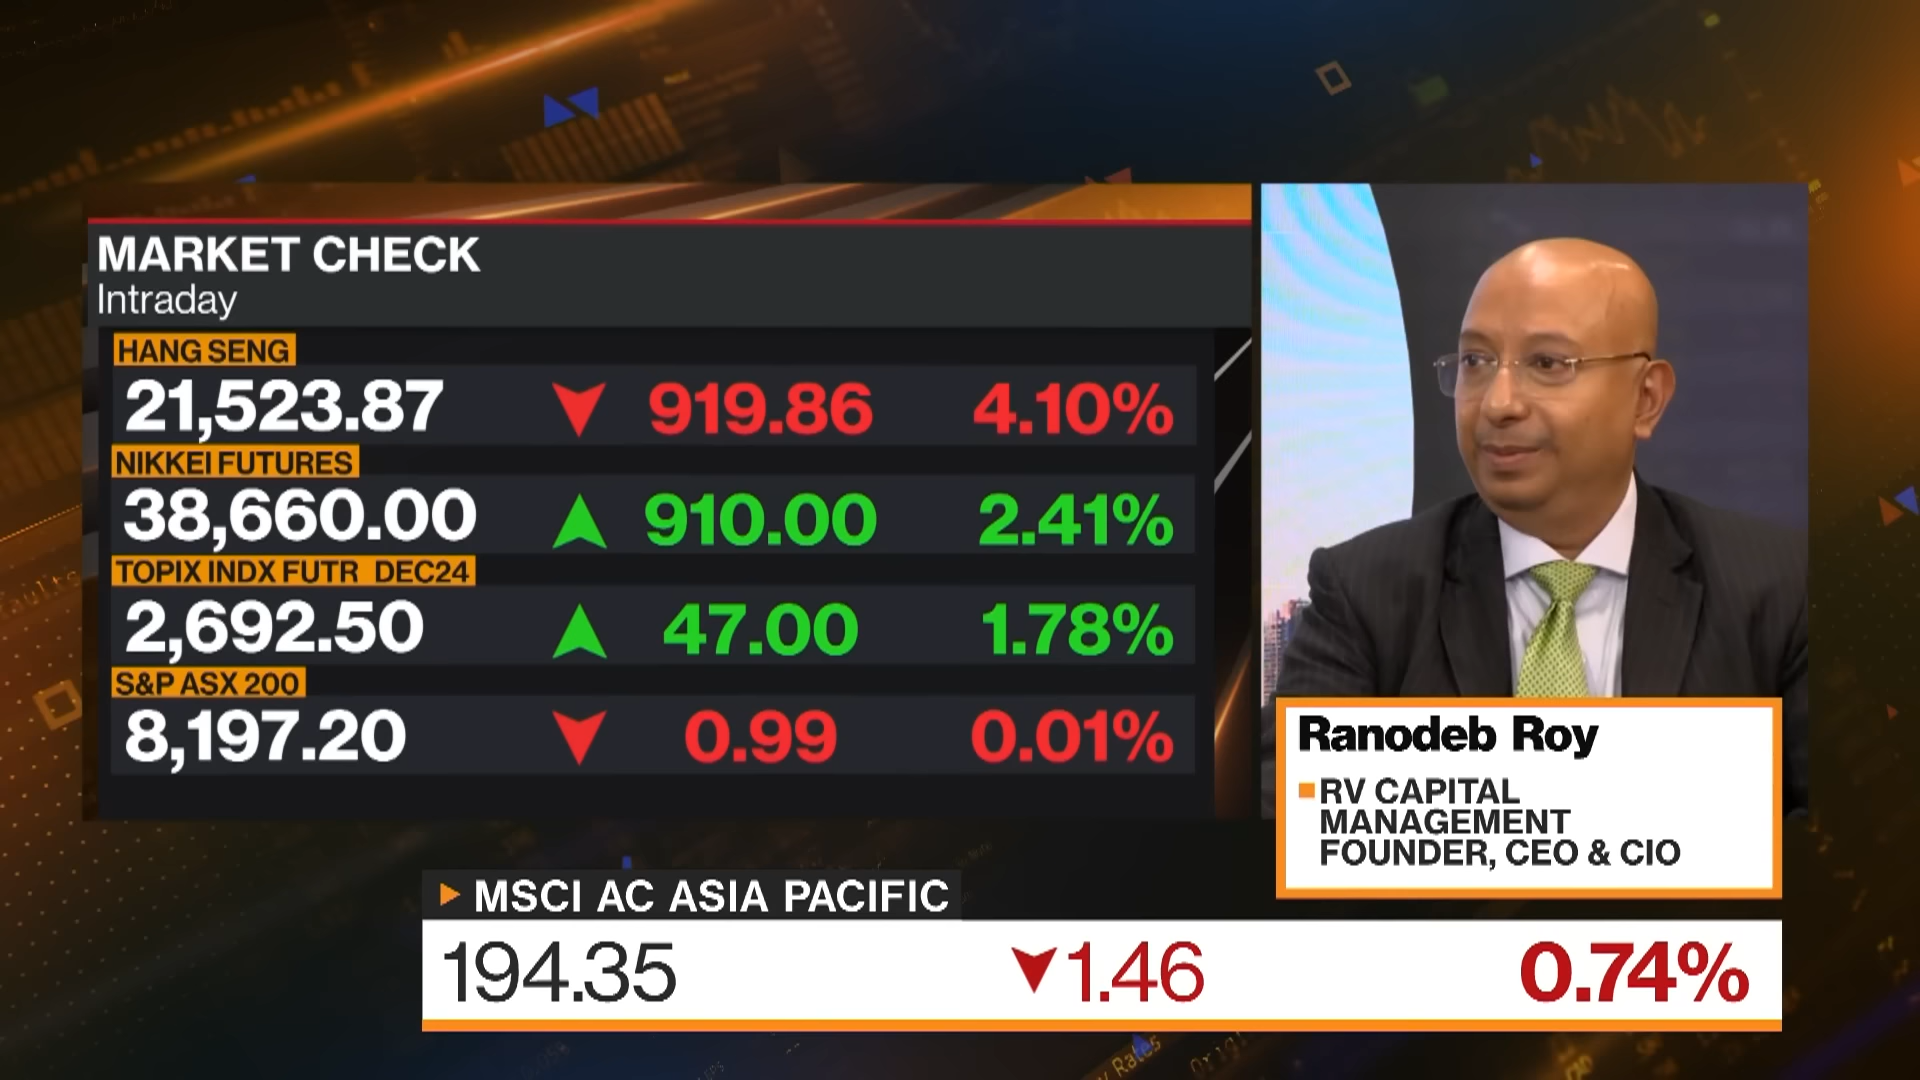 MARKET CHECK
Intraday
HANG SENG
21,523.87 919.86 4.10%
NIKKEI FUTURES
38,660.00 910.00 2.41%
TOPIX INDX FUTR DEC24
2,692.50 47.00 1.78%
S&P ASX 200
8,197.20 0.99 0.01%
Ranodeb Roy
RV CAPITAL
MANAGEMENT
FOUNDER, CEO & CIO
MSCI AC ASIA PACIFIC
194.35 1.46 0.74%
Rates